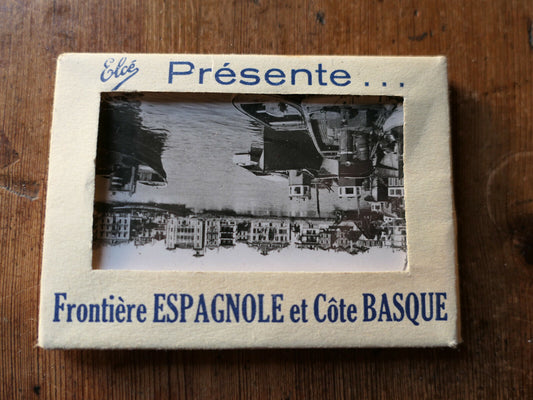 Elcé Présente...
Frontière ESPAGNOLE et Côte BASQUE